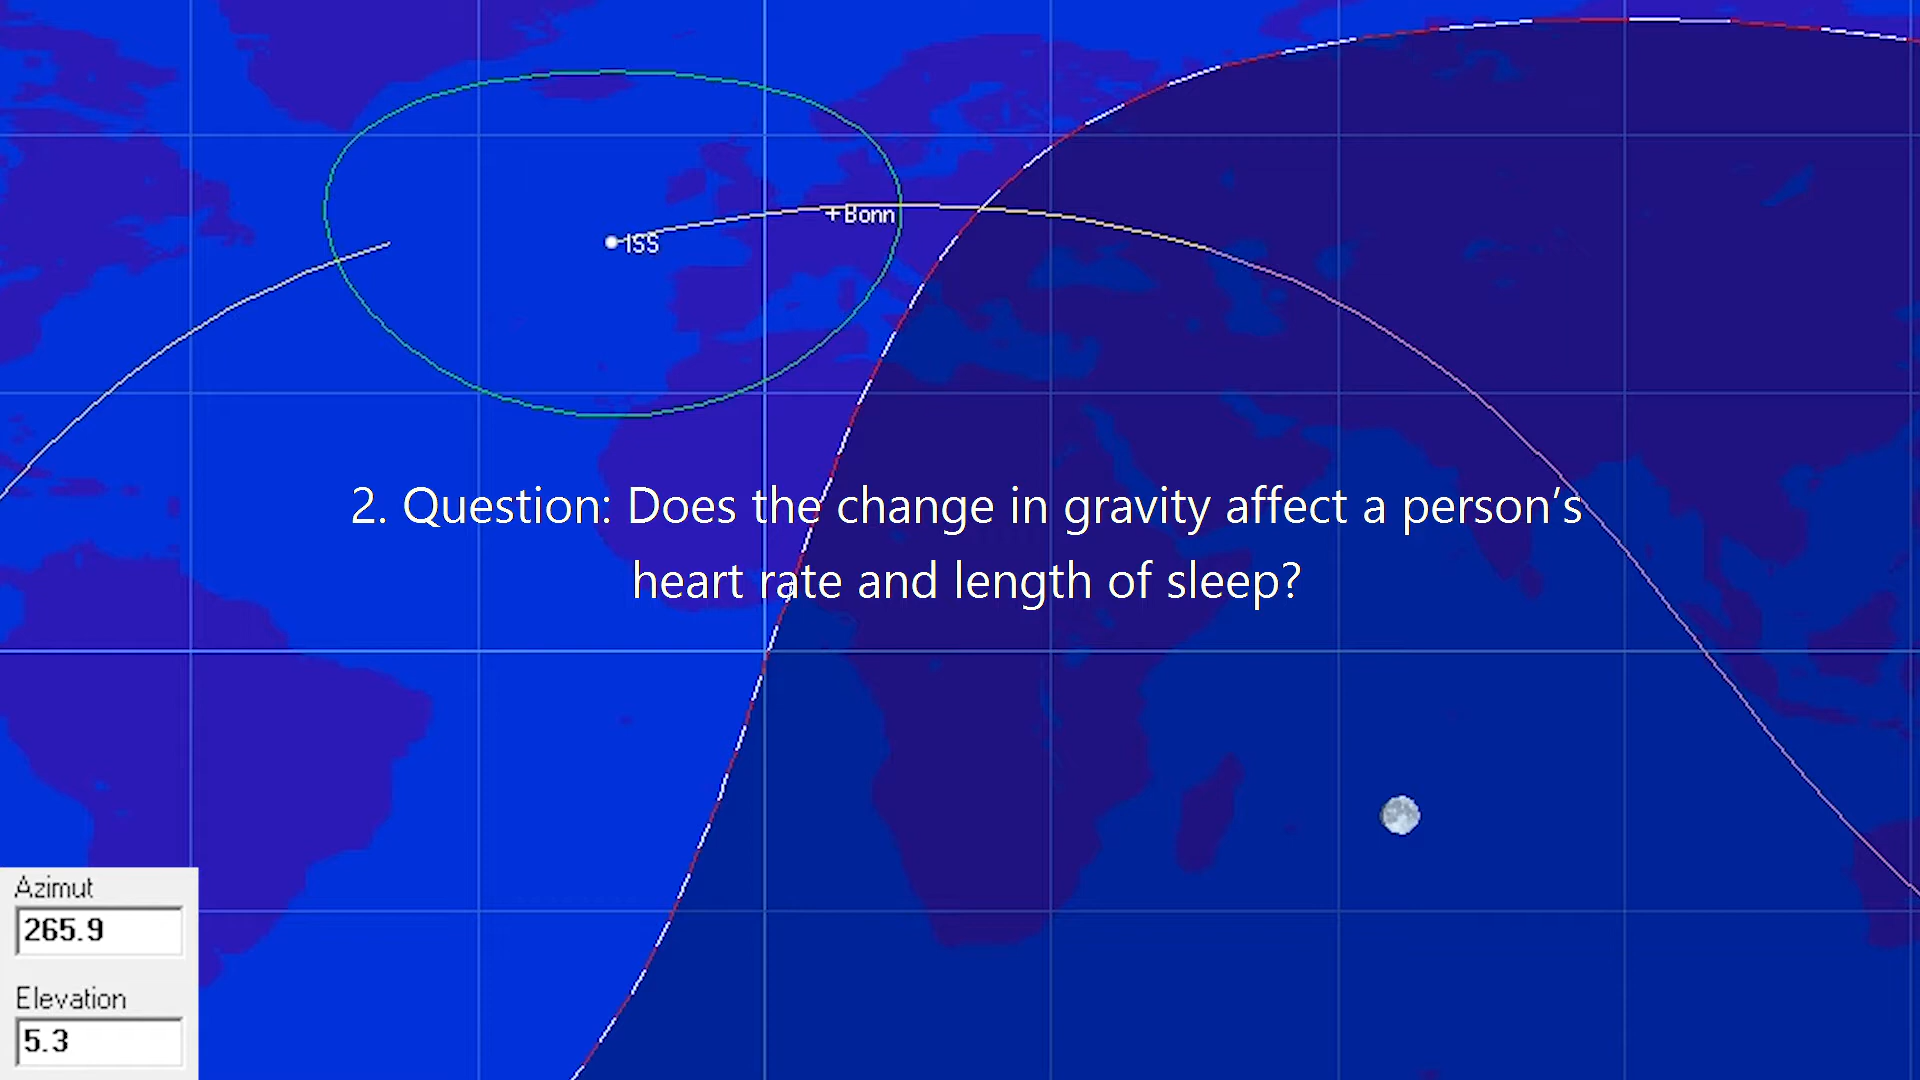 +Bonn
ISS
2. Question: Does the change in gravity affect a person's
heart rate and length of sleep?
Azimut
265.9
Elevation
5.3